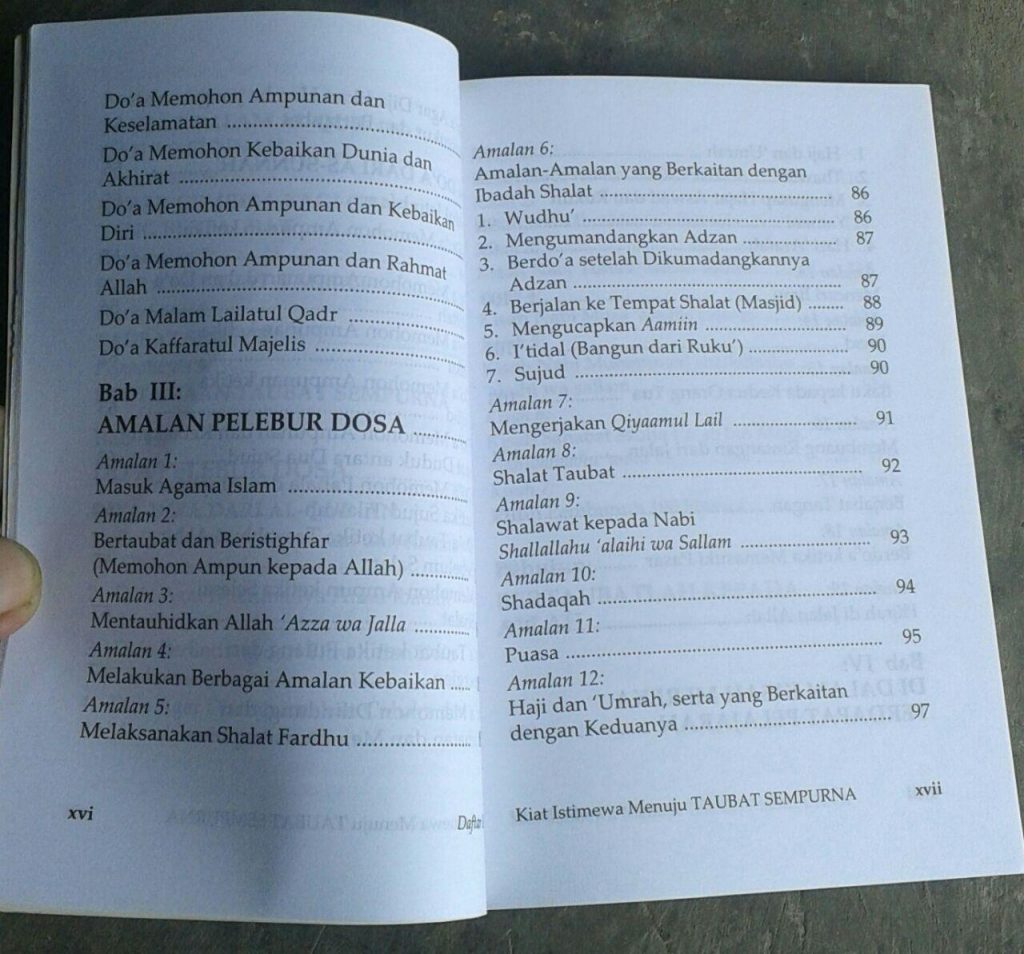 Do'a Memohon Ampunan dan
Keselamatan ................................
Do'a Memohon Kebaikan Dunia dan
Akhirat ................................
Do'a Memohon Ampunan dan Kebaikan
Diri ................................
Do'a Memohon Ampunan dan Rahmat
Allah ................................
Do'a Malam Lailatul Qadr ................................
Do'a Kaffaratul Majelis ................................
Bab III:
AMALAN PELEBUR DOSA ..........
Amalan 1:
Masuk Agama Islam ................................
Amalan 2:
Bertaubat dan Beristighfar
(Memohon Ampun kepada Allah) ............
Amalan 3:
Mentauhidkan Allah 'Azza wa Jalla ............
Amalan 4:
Melakukan Berbagai Amalan Kebaikan .....
Amalan 5:
Melaksanakan Shalat Fardhu ......................
xvi
Amalan 6:
Amalan-Amalan yang Berkaitan dengan
Ibadah Shalat ................................ 86
1. Wudhu' ................................ 86
2. Mengumandangkan Adzan .................... 87
3. Berdo'a setelah Dikumadangkannya
Adzan ................................ 87
4. Berjalan ke Tempat Shalat (Masjid) ........ 88
5. Mengucapkan Aamiin .......................... 89
6. I'tidal (Bangun dari Ruku') .................... 90
7. Sujud ................................ 90
Amalan 7:
Mengerjakan Qiyaamul Lail ........................ 91
Amalan 8:
Shalat Taubat ................................ 92
Amalan 9:
Shalawat kepada Nabi
Shallallahu 'alaihi wa Sallam ........................ 93
Amalan 10:
Shadaqah ................................ 94
Amalan 11:
Puasa ................................ 95
Amalan 12:
Haji dan 'Umrah, serta yang Berkaitan
dengan Keduanya ................................ 97
Kiat Istimewa Menuju TAUBAT SEMPURNA xvii